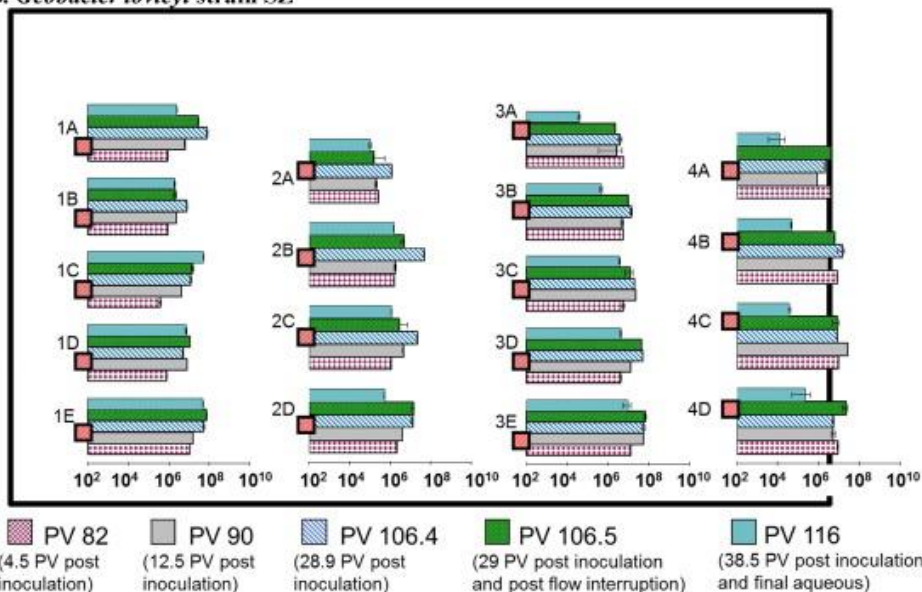 Geobacter lovleyi strain SZ
1A
1B
1C
1D
1E
10² 10⁴ 10⁶ 10⁸ 10¹⁰
2A
2B
2C
2D
10² 10⁴ 10⁶ 10⁸ 10¹⁰
3A
3B
3C
3D
3E
10² 10⁴ 10⁶ 10⁸ 10¹⁰
4A
4B
4C
4D
10² 10⁴ 10⁶ 10⁸ 10¹⁰
PV 82
(4.5 PV post
inoculation)
PV 90
(12.5 PV post
inoculation)
PV 106.4
(28.9 PV post
inoculation)
PV 106.5
(29 PV post inoculation
and post flow interruption)
PV 116
(38.5 PV post inoculation
and final aqueous)